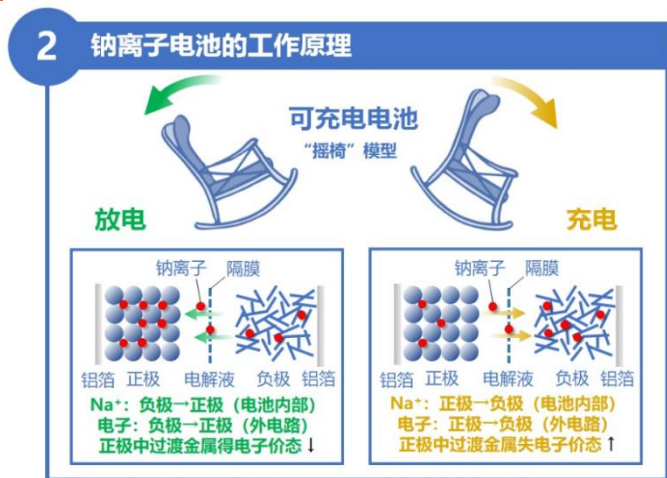 2 钠离子电池的工作原理
可充电电池
“摇椅”模型
放电
充电
钠离子 隔膜
铝箔 正极 电解液 负极 铝箔
Na⁺：负极→正极（电池内部）
电子：负极→正极（外电路）
正极中过渡金属得电子价态↓
钠离子 隔膜
铝箔 正极 电解液 负极 铝箔
Na⁺：正极→负极（电池内部）
电子：正极→负极（外电路）
正极中过渡金属失电子价态↑